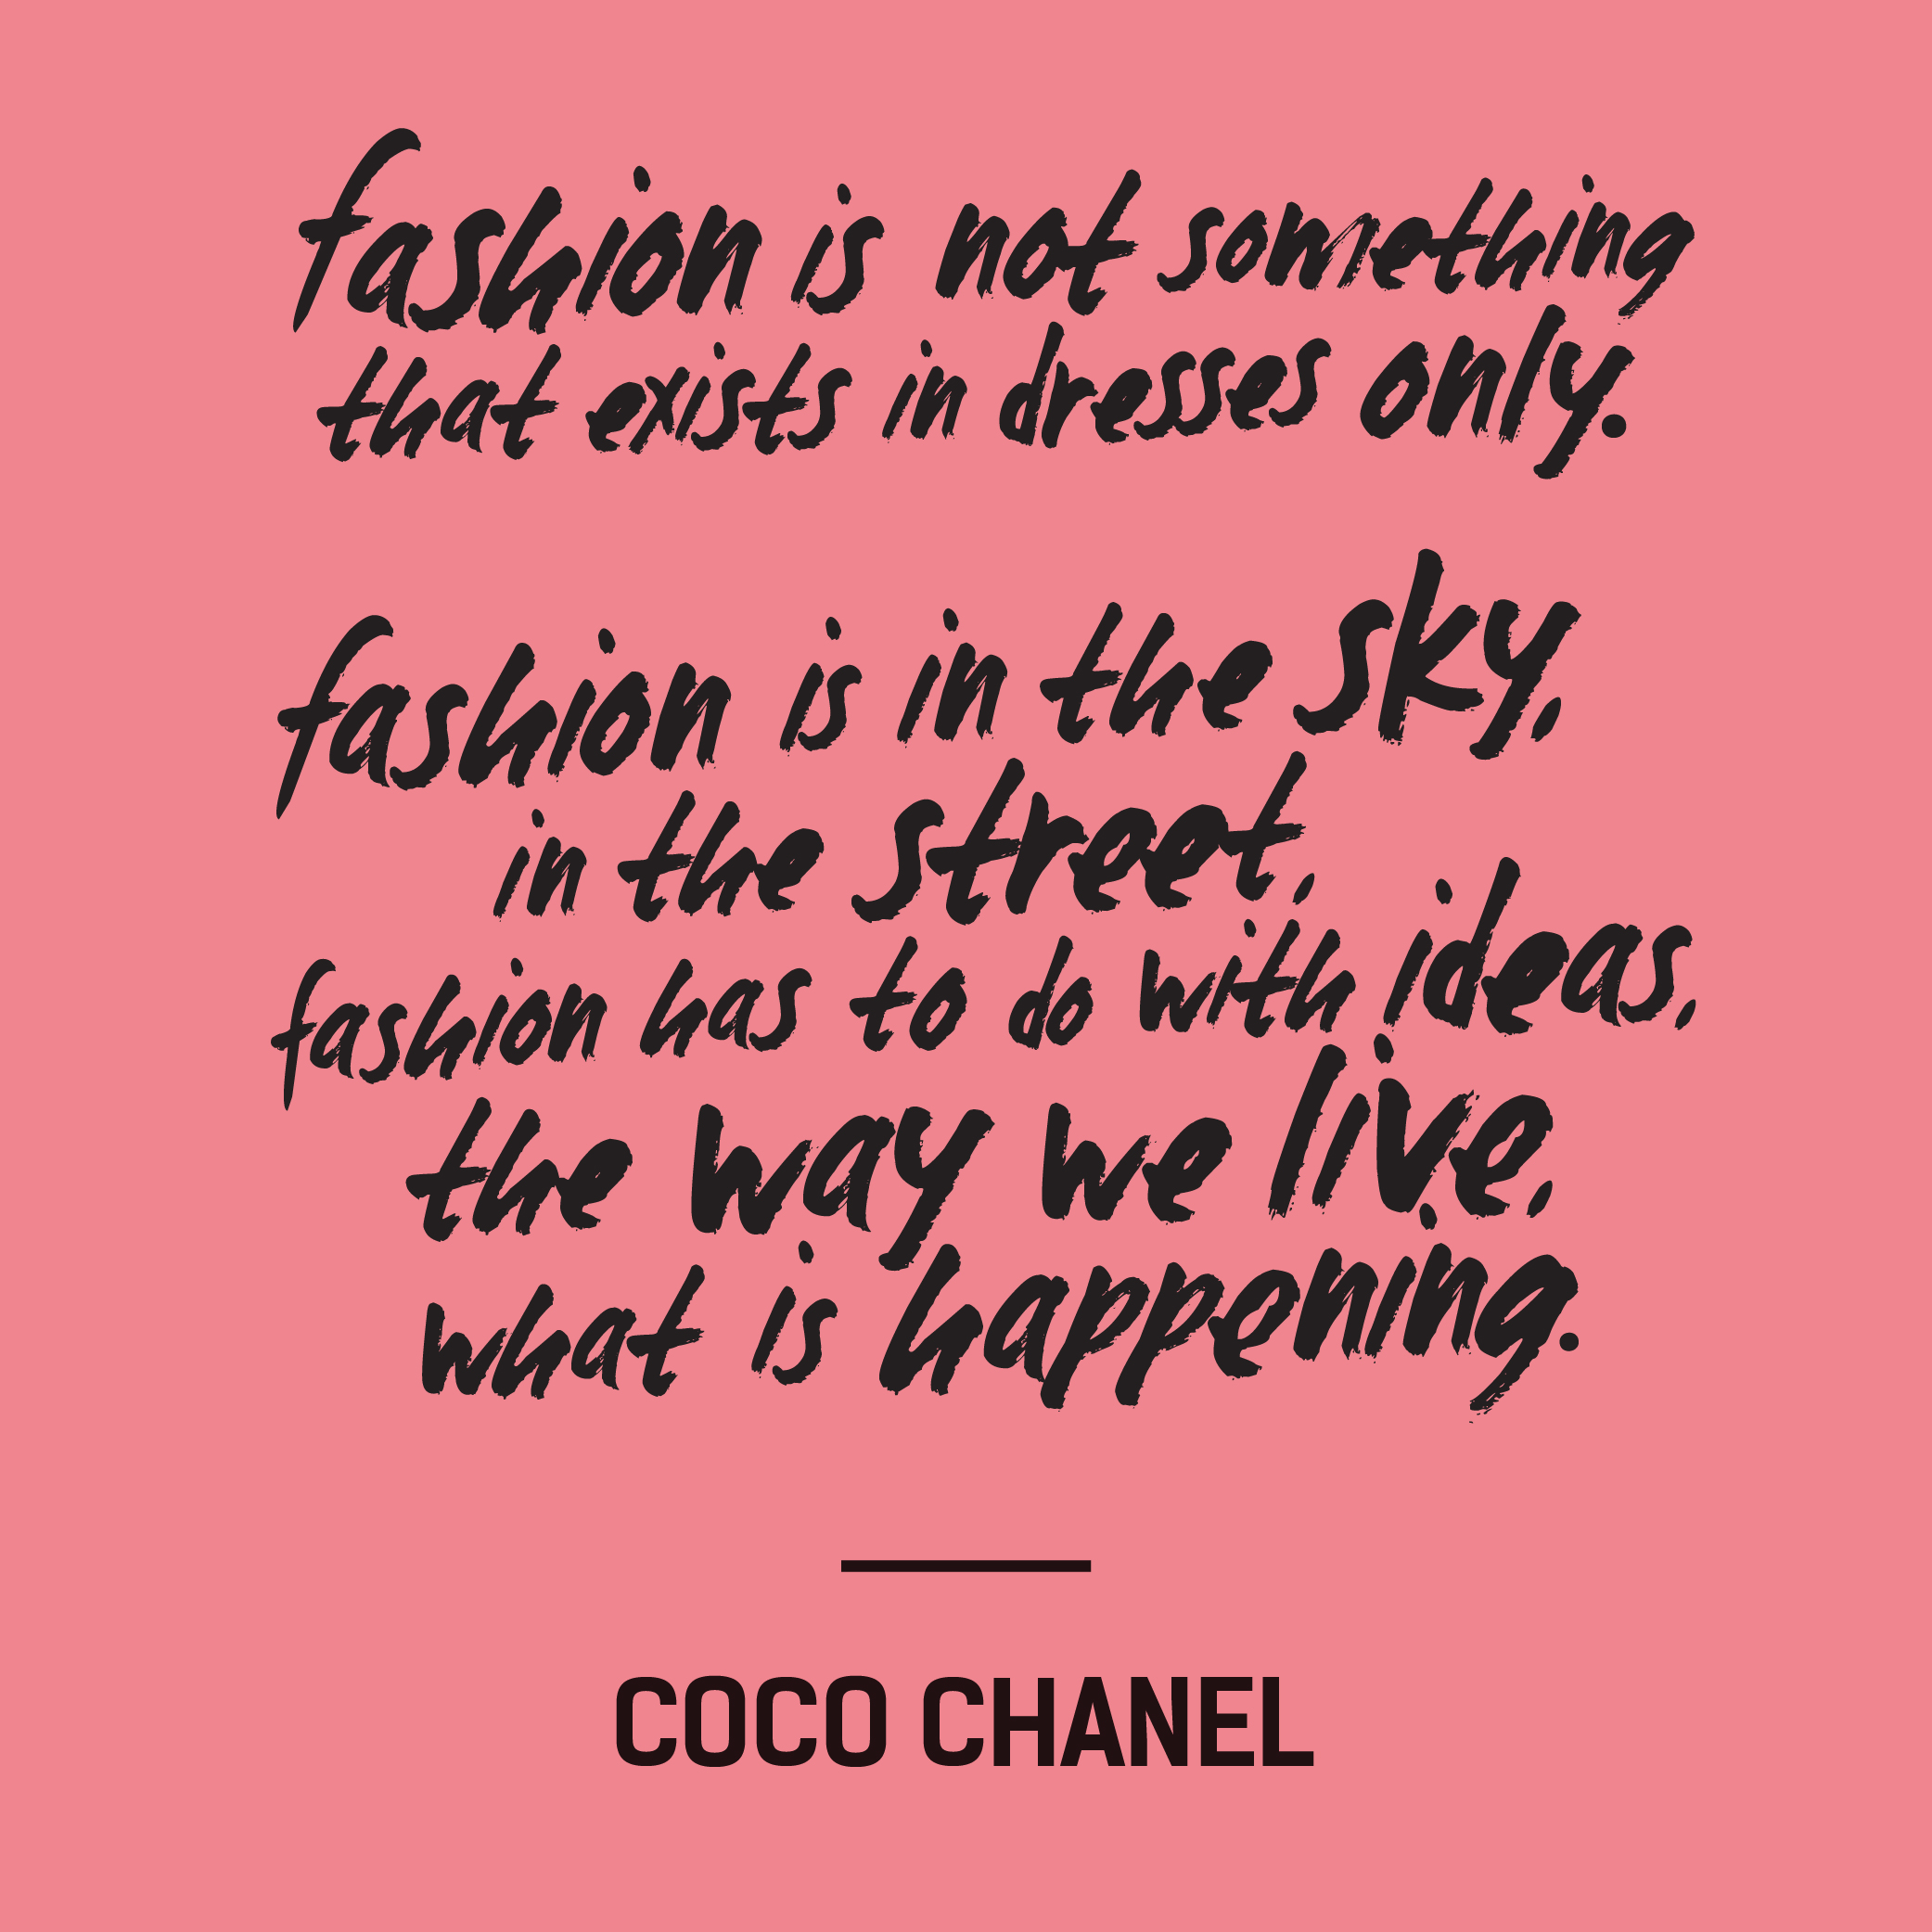 fashion is not something
that exists in dresses only.
fashion is in the sky,
in the street,
fashion has to do with ideas,
the way we live,
what is happening.
COCO CHANEL